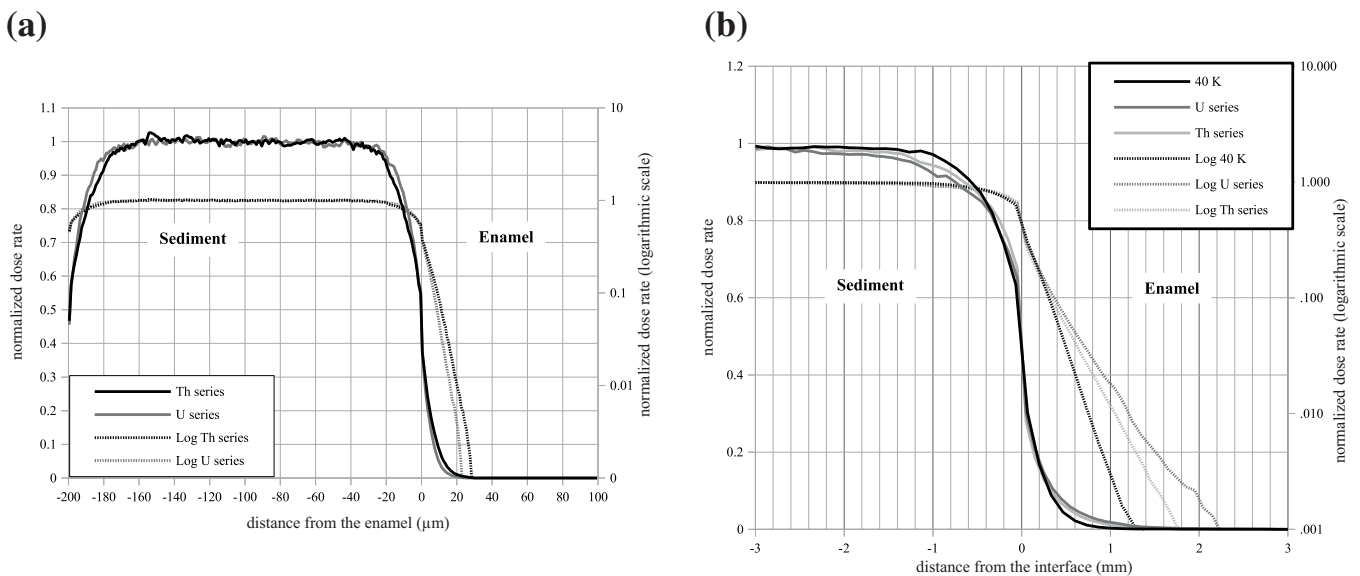 (a)
1.1
1
0.9
0.8
0.7
0.6
0.5
0.4
0.3
0.2
0.1
0
normalized dose rate
10
1
0.1
0.01
0
normalized dose rate (logarithmic scale)
Sediment
Enamel
Th series
U series
Log Th series
Log U series
-200 -180 -160 -140 -120 -100 -80 -60 -40 -20 0 20 40 60 80 100
distance from the enamel (µm)
(b)
1.2
1
0.8
0.6
0.4
0.2
0
normalized dose rate
10.000
1.000
.100
.010
.001
normalized dose rate (logarithmic scale)
40 K
U series
Th series
Log 40 K
Log U series
Log Th series
Sediment
Enamel
-3 -2 -1 0 1 2 3
distance from the interface (mm)